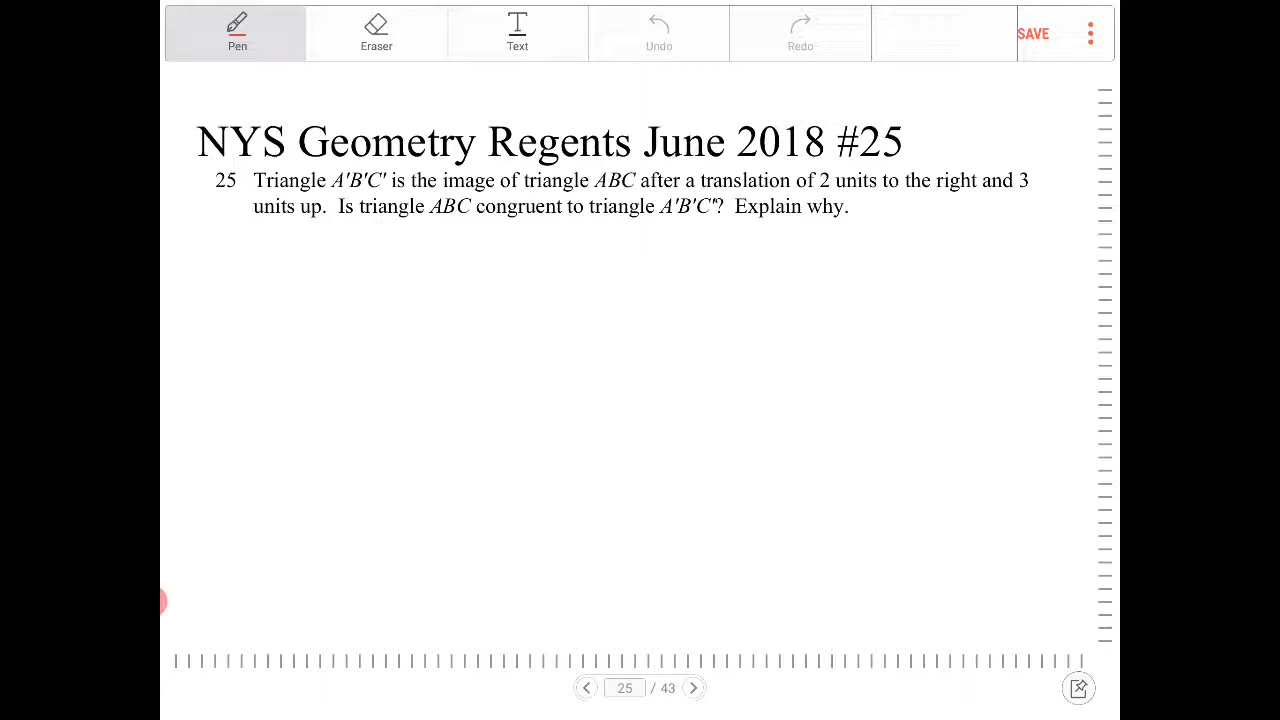 Pen
Eraser
Text
Undo
Redo
SAVE
NYS Geometry Regents June 2018 #25
25 Triangle A'B'C' is the image of triangle ABC after a translation of 2 units to the right and 3
units up. Is triangle ABC congruent to triangle A'B'C'? Explain why.
25 / 43